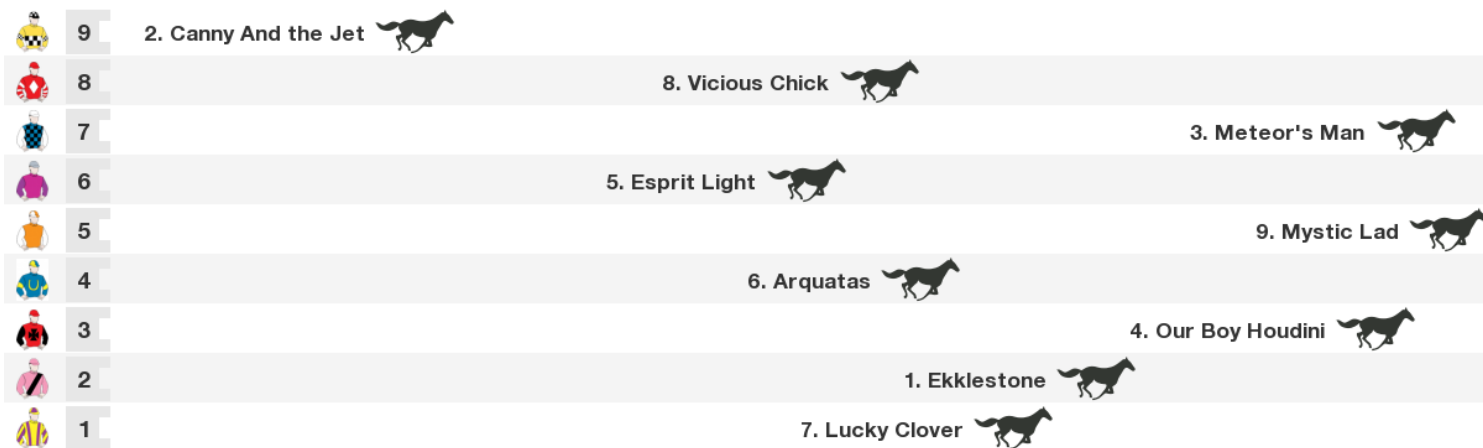 9 2. Canny And the Jet
8 8. Vicious Chick
7 3. Meteor's Man
6 5. Esprit Light
5 9. Mystic Lad
4 6. Arquatas
3 4. Our Boy Houdini
2 1. Ekklestone
1 7. Lucky Clover